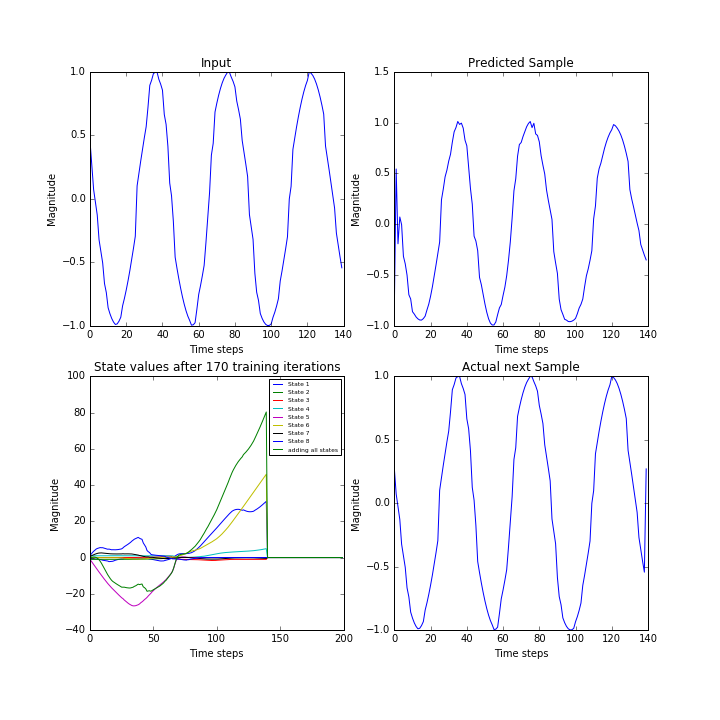 Input
1.0
0.5
0.0
−0.5
−1.0
Magnitude
0 20 40 60 80 100 120 140
Time steps
Predicted Sample
1.5
1.0
0.5
0.0
−0.5
−1.0
Magnitude
0 20 40 60 80 100 120 140
Time steps
State values after 170 training iterations
100
80
60
40
20
0
−20
−40
Magnitude
State 1
State 2
State 3
State 4
State 5
State 6
State 7
State 8
adding all states
0 50 100 150 200
Time steps
Actual next Sample
1.0
0.5
0.0
−0.5
−1.0
Magnitude
0 20 40 60 80 100 120 140
Time steps